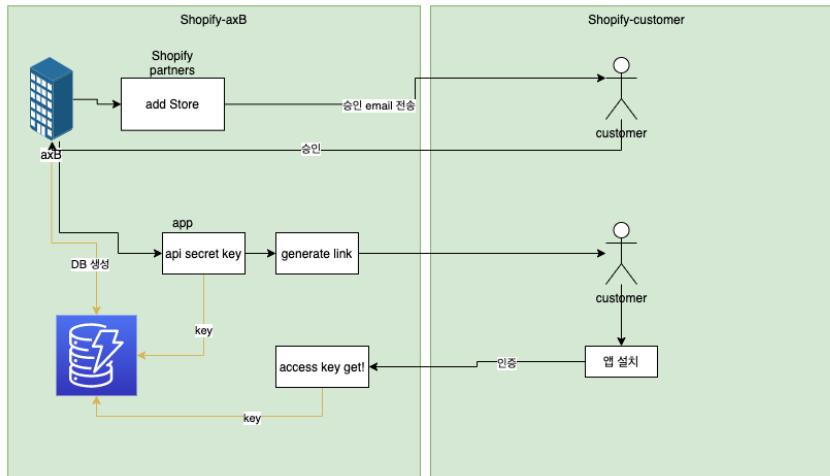 Shopify-axB
Shopify-customer
Shopify
partners
add Store
승인 email 전송
customer
axB
승인
app
api secret key
generate link
DB 생성
customer
key
access key get!
인증
앱 설치
key